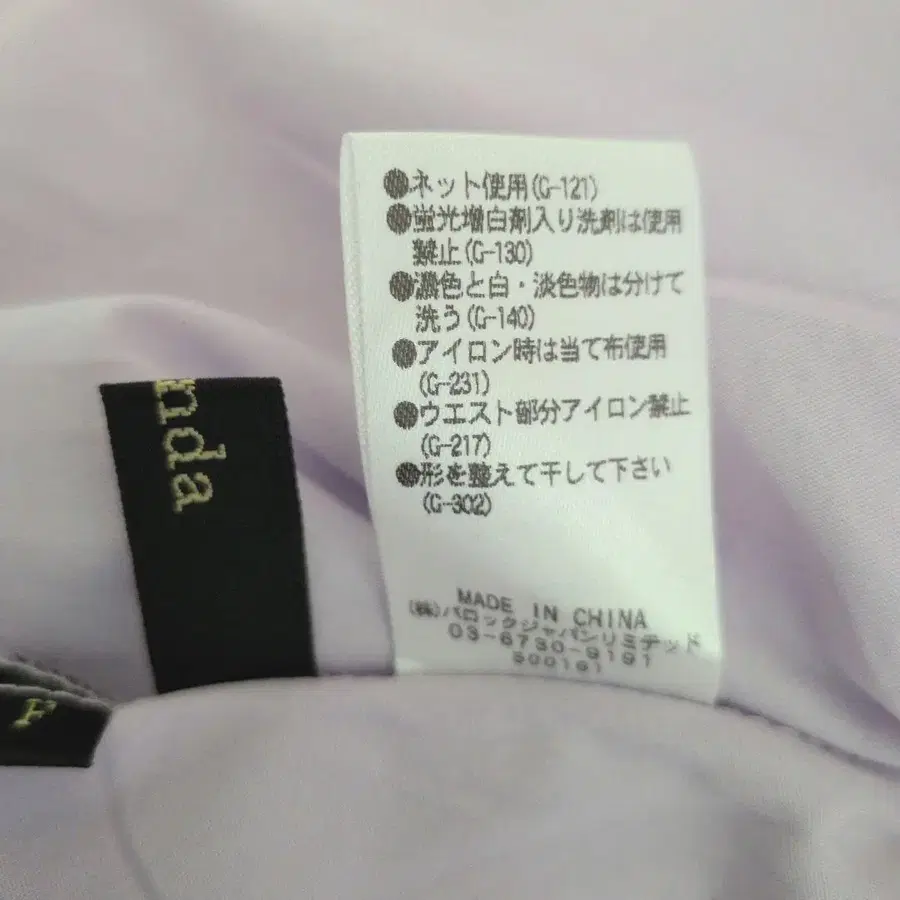 ●ネット使用(G-121)
●蛍光増白剤入り洗剤は使用
禁止(G-130)
●濃色と白・淡色物は分けて
洗う(G-140)
●アイロン時は当て布使用
(G-231)
●ウエスト部分アイロン禁止
(G-217)
●形を整えて干して下さい
(G-302)
MADE IN CHINA
(株)バロックジャパンリミテッド
03-6730-9191
500191
nda